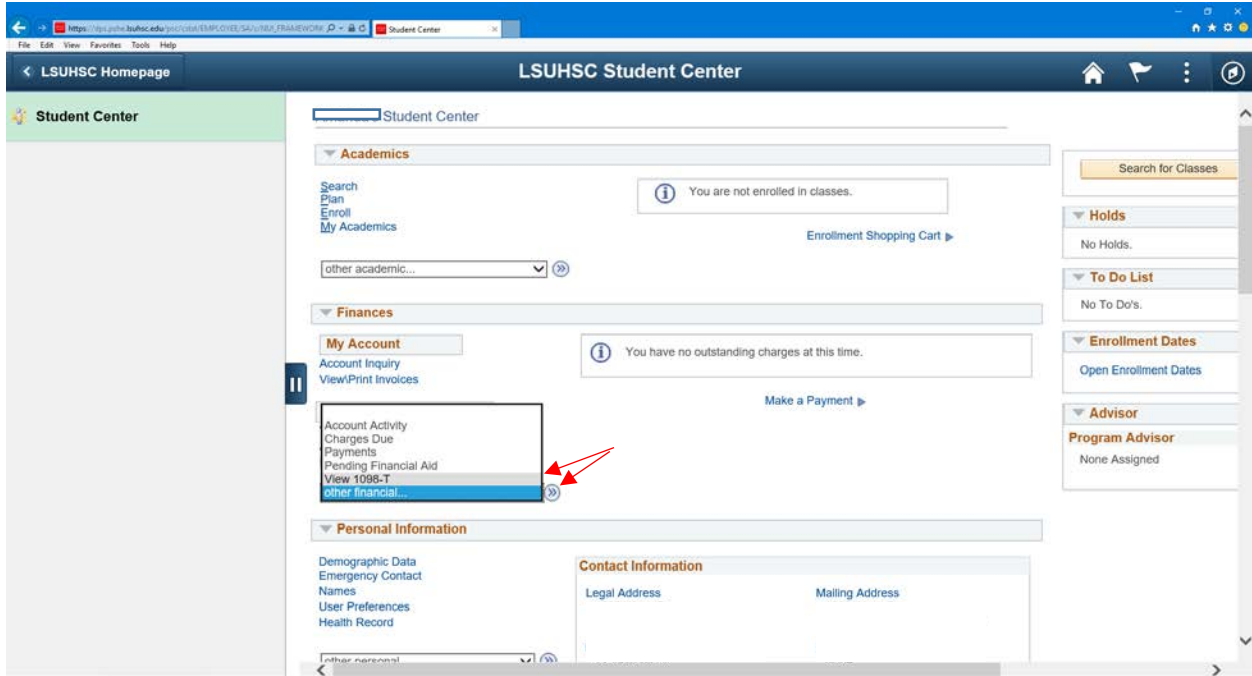 Student Center
File Edit View Favorites Tools Help
LSUHSC Homepage
LSUHSC Student Center
Student Center
Student Center
Academics
Search
Plan
Enroll
My Academics
You are not enrolled in classes.
Enrollment Shopping Cart
other academic...
Finances
My Account
Account Inquiry
View\Print Invoices
You have no outstanding charges at this time.
Make a Payment
Account Activity
Charges Due
Payments
Pending Financial Aid
View 1098-T
other financial...
Personal Information
Demographic Data
Emergency Contact
Names
User Preferences
Health Record
other personal
Contact Information
Legal Address
Mailing Address
Search for Classes
Holds
No Holds.
To Do List
No To Do's.
Enrollment Dates
Open Enrollment Dates
Advisor
Program Advisor
None Assigned